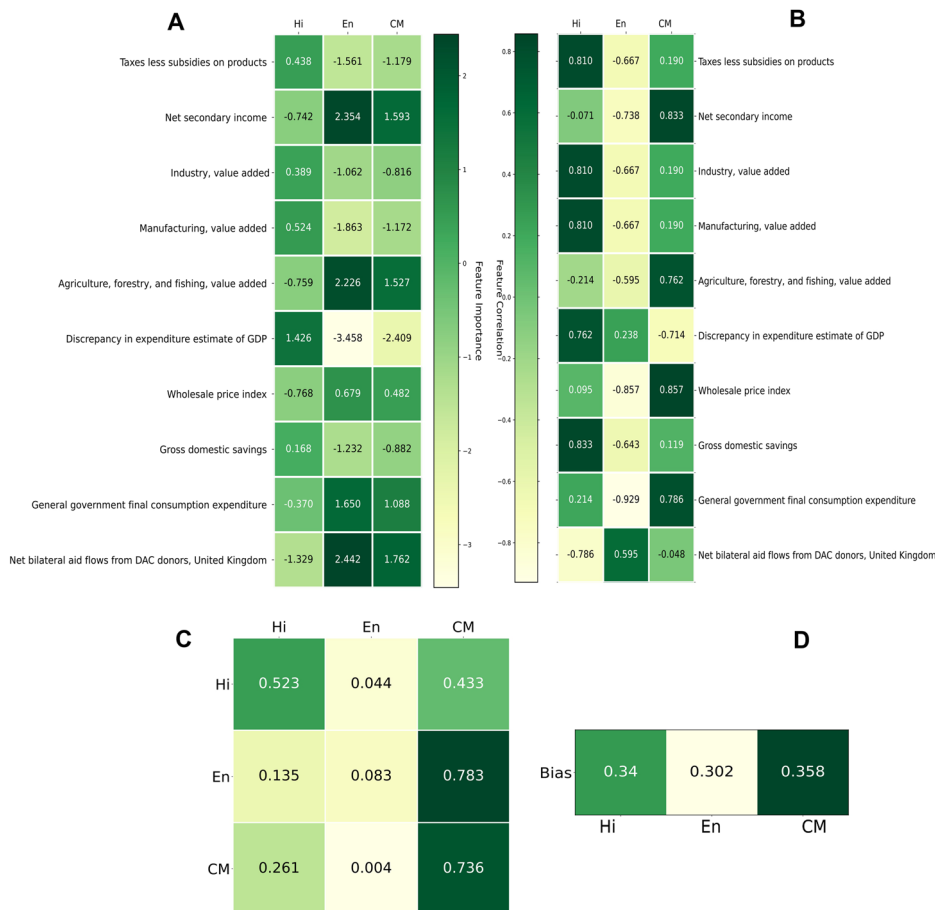 A
Hi En CM
Taxes less subsidies on products 0.438 -1.561 -1.179
Net secondary income -0.742 2.354 1.593
Industry, value added 0.389 -1.062 -0.816
Manufacturing, value added 0.524 -1.863 -1.172
Agriculture, forestry, and fishing, value added -0.759 2.226 1.527
Discrepancy in expenditure estimate of GDP 1.426 -3.458 -2.409
Wholesale price index -0.768 0.679 0.482
Gross domestic savings 0.168 -1.232 -0.882
General government final consumption expenditure -0.370 1.650 1.088
Net bilateral aid flows from DAC donors, United Kingdom -1.329 2.442 1.762
2
1
0
−1
−2
−3
Feature Importance
0.8
0.6
0.4
0.2
0.0
−0.2
−0.4
−0.6
−0.8
Feature Correlation
B
Hi En CM
0.810 -0.667 0.190 Taxes less subsidies on products
-0.071 -0.738 0.833 Net secondary income
0.810 -0.667 0.190 Industry, value added
0.810 -0.667 0.190 Manufacturing, value added
-0.214 -0.595 0.762 Agriculture, forestry, and fishing, value added
0.762 0.238 -0.714 Discrepancy in expenditure estimate of GDP
0.095 -0.857 0.857 Wholesale price index
0.833 -0.643 0.119 Gross domestic savings
0.214 -0.929 0.786 General government final consumption expenditure
-0.786 0.595 -0.048 Net bilateral aid flows from DAC donors, United Kingdom
C
Hi En CM
Hi 0.523 0.044 0.433
En 0.135 0.083 0.783
CM 0.261 0.004 0.736
D
Bias 0.34 0.302 0.358
Hi En CM